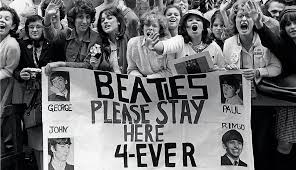 BEATLES
PLEASE STAY
HERE
4-EVER
GEORGE
PAUL
JOHN
RINGO